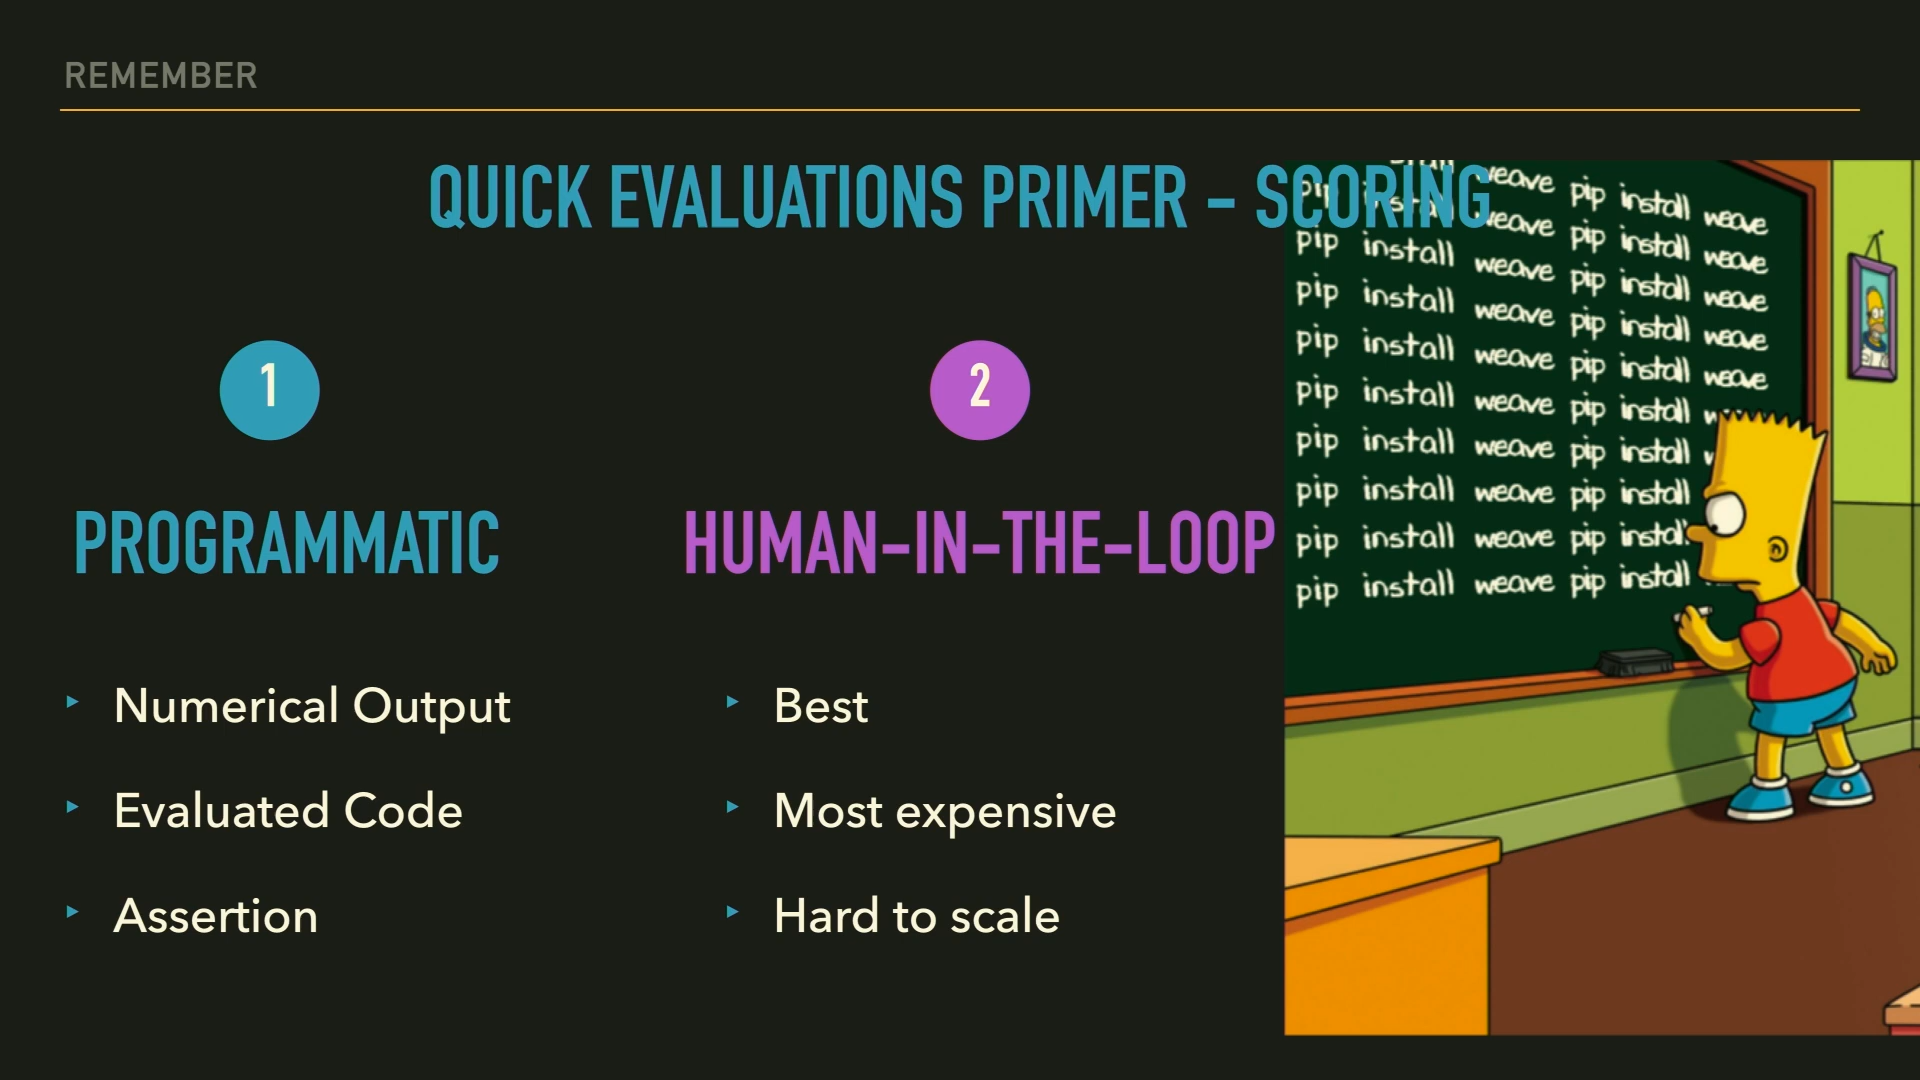 REMEMBER
QUICK EVALUATIONS PRIMER - SCORING
1
PROGRAMMATIC
‣ Numerical Output
‣ Evaluated Code
‣ Assertion
2
HUMAN-IN-THE-LOOP
‣ Best
‣ Most expensive
‣ Hard to scale
weave pip install weave
pip install weave pip install weave
pip install weave pip install weave
pip install weave pip install weave
pip install weave pip install weave
pip install weave pip install
pip install weave pip install
pip install weave pip install
pip install weave pip install
pip install weave pip install